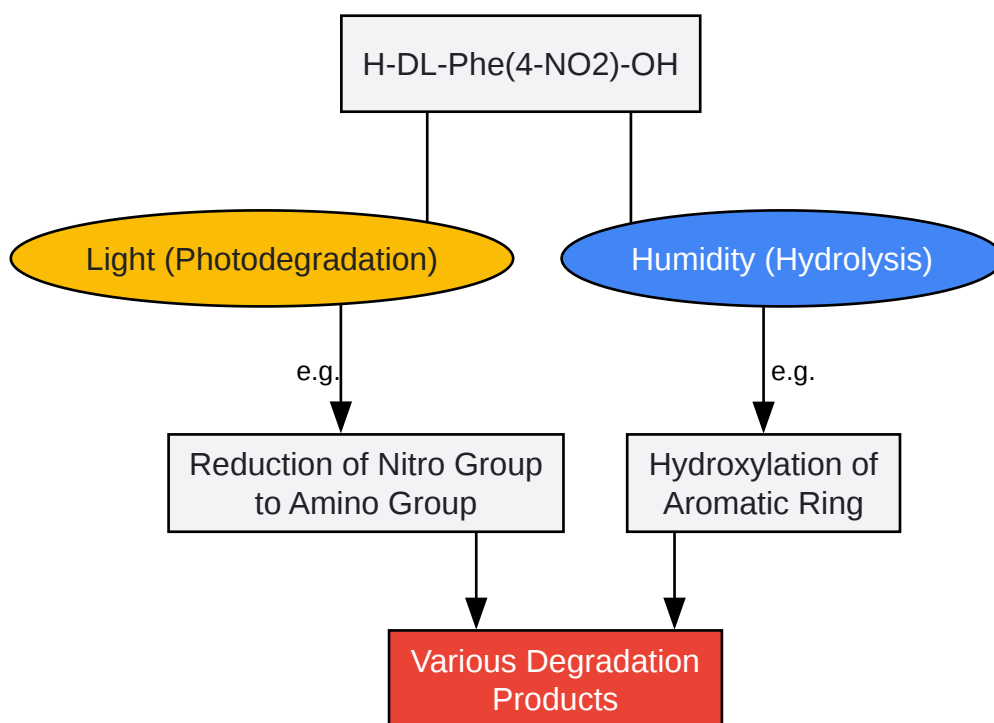 H-DL-Phe(4-NO2)-OH
Light (Photodegradation)
Humidity (Hydrolysis)
e.g.
e.g.
Reduction of Nitro Group
to Amino Group
Hydroxylation of
Aromatic Ring
Various Degradation
Products